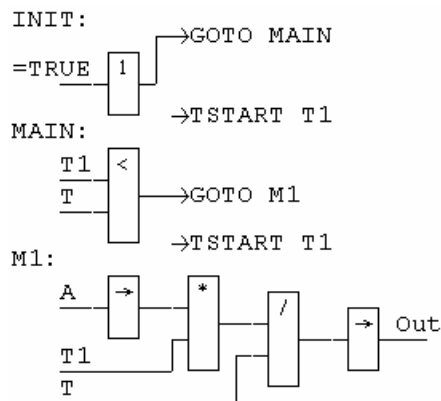 INIT:
→GOTO MAIN
=TRUE 1
→TSTART T1
MAIN:
T1 <
T
→GOTO M1
→TSTART T1
M1:
A → * / → Out
T1
T